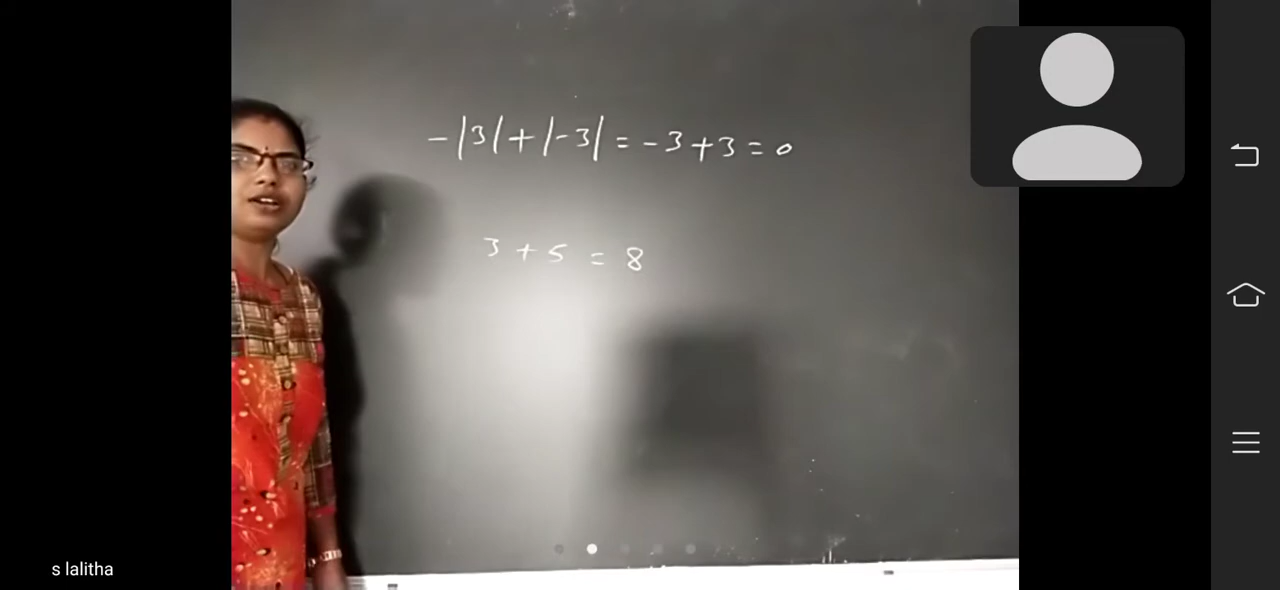 -|3|+|-3| = -3+3 = 0
3 + 5 = 8
s lalitha